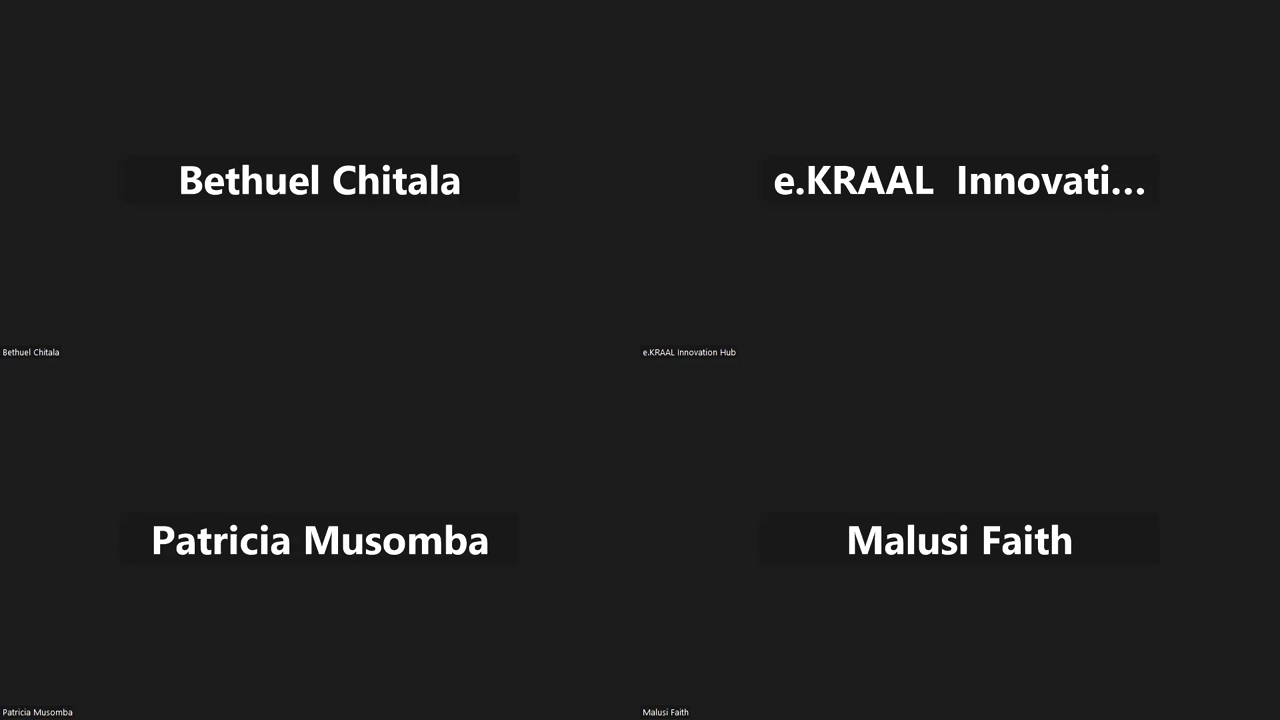 Bethuel Chitala
e.KRAAL  Innovati...
Bethuel Chitala
e.KRAAL Innovation Hub
Patricia Musomba
Malusi Faith
Patricia Musomba
Malusi Faith